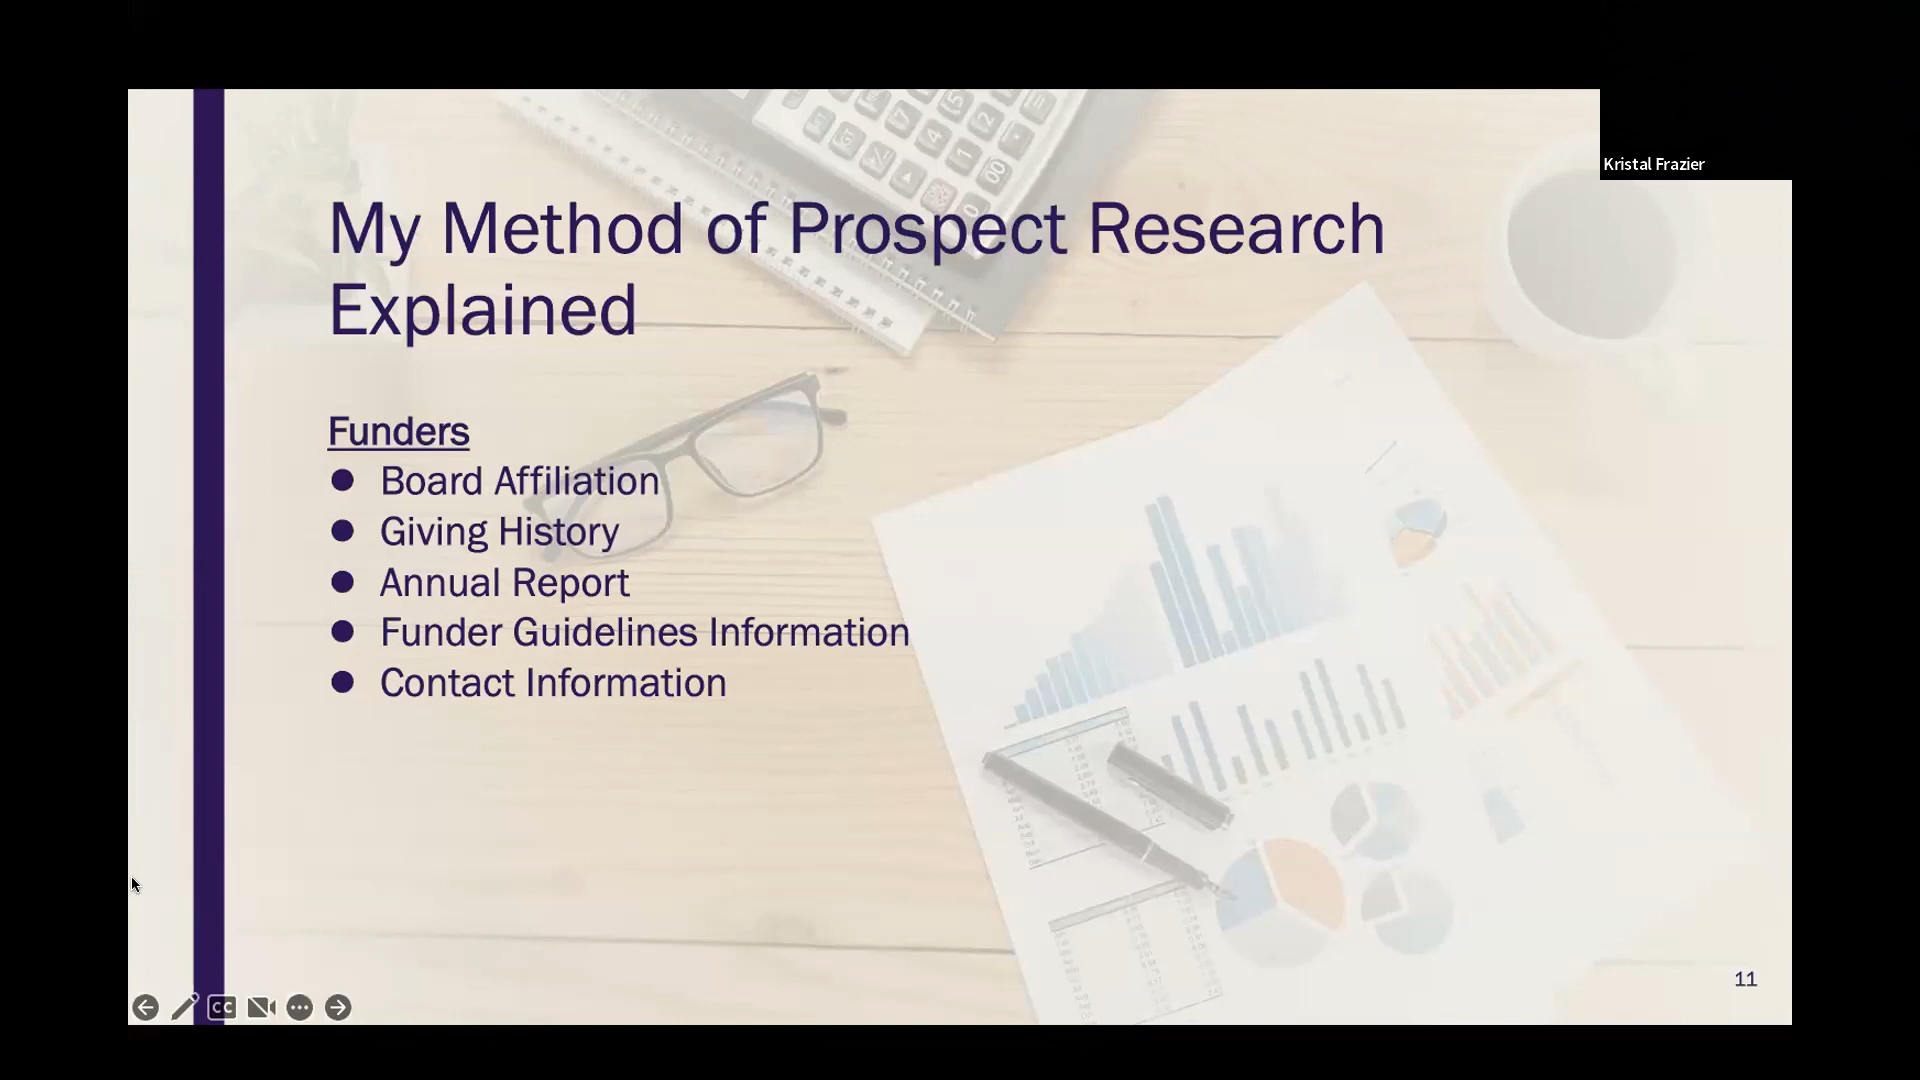 Kristal Frazier
My Method of Prospect Research
Explained
Funders
● Board Affiliation
● Giving History
● Annual Report
● Funder Guidelines Information
● Contact Information
11
CC